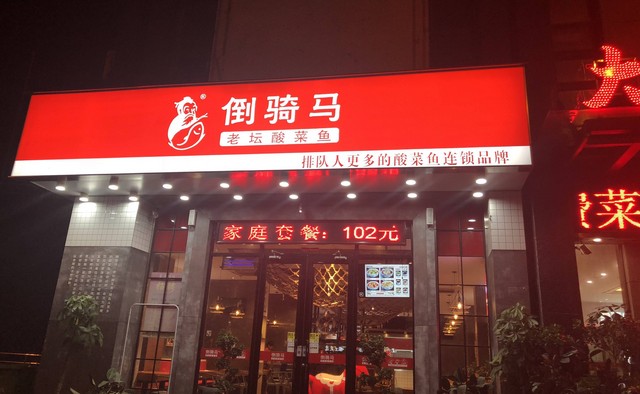 ®
倒骑马
老坛酸菜鱼
排队人更多的酸菜鱼连锁品牌
大
菜
家庭套餐：102元